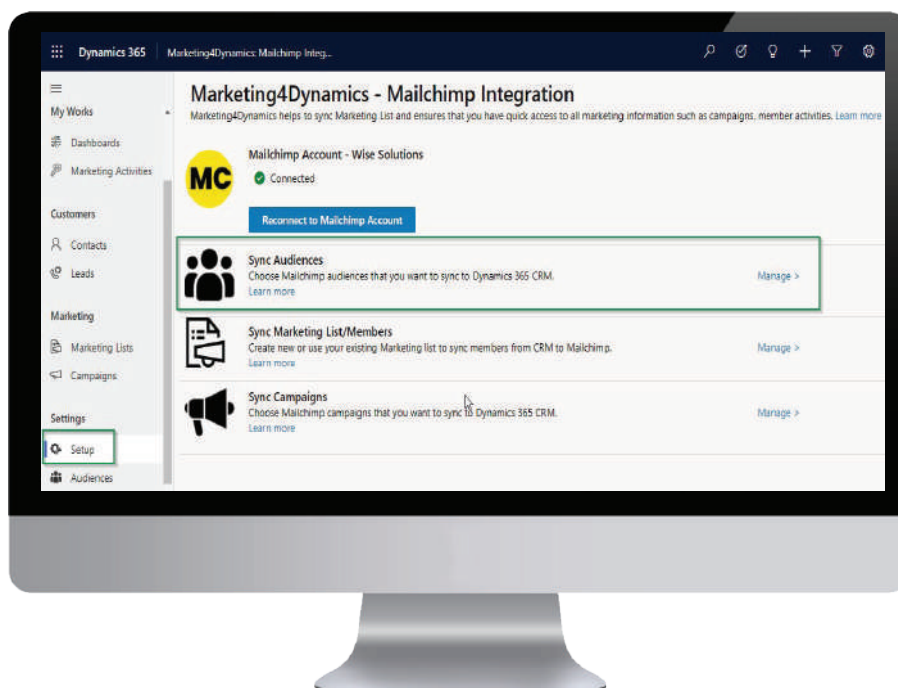 Dynamics 365
Marketing4Dynamics: Mailchimp Integ...
Marketing4Dynamics - Mailchimp Integration
Marketing4Dynamics helps to sync Marketing List and ensures that you have quick access to all marketing information such as campaigns, member activities. Learn more
My Works
Dashboards
Marketing Activities
Customers
Contacts
Leads
Marketing
Marketing Lists
Campaigns
Settings
Setup
Audiences
MC
Mailchimp Account - Wise Solutions
Connected
Reconnect to Mailchimp Account
Sync Audiences
Choose Mailchimp audiences that you want to sync to Dynamics 365 CRM.
Learn more
Manage >
Sync Marketing List/Members
Create new or use your existing Marketing list to sync members from CRM to Mailchimp.
Learn more
Manage >
Sync Campaigns
Choose Mailchimp campaigns that you want to sync to Dynamics 365 CRM.
Learn more
Manage >